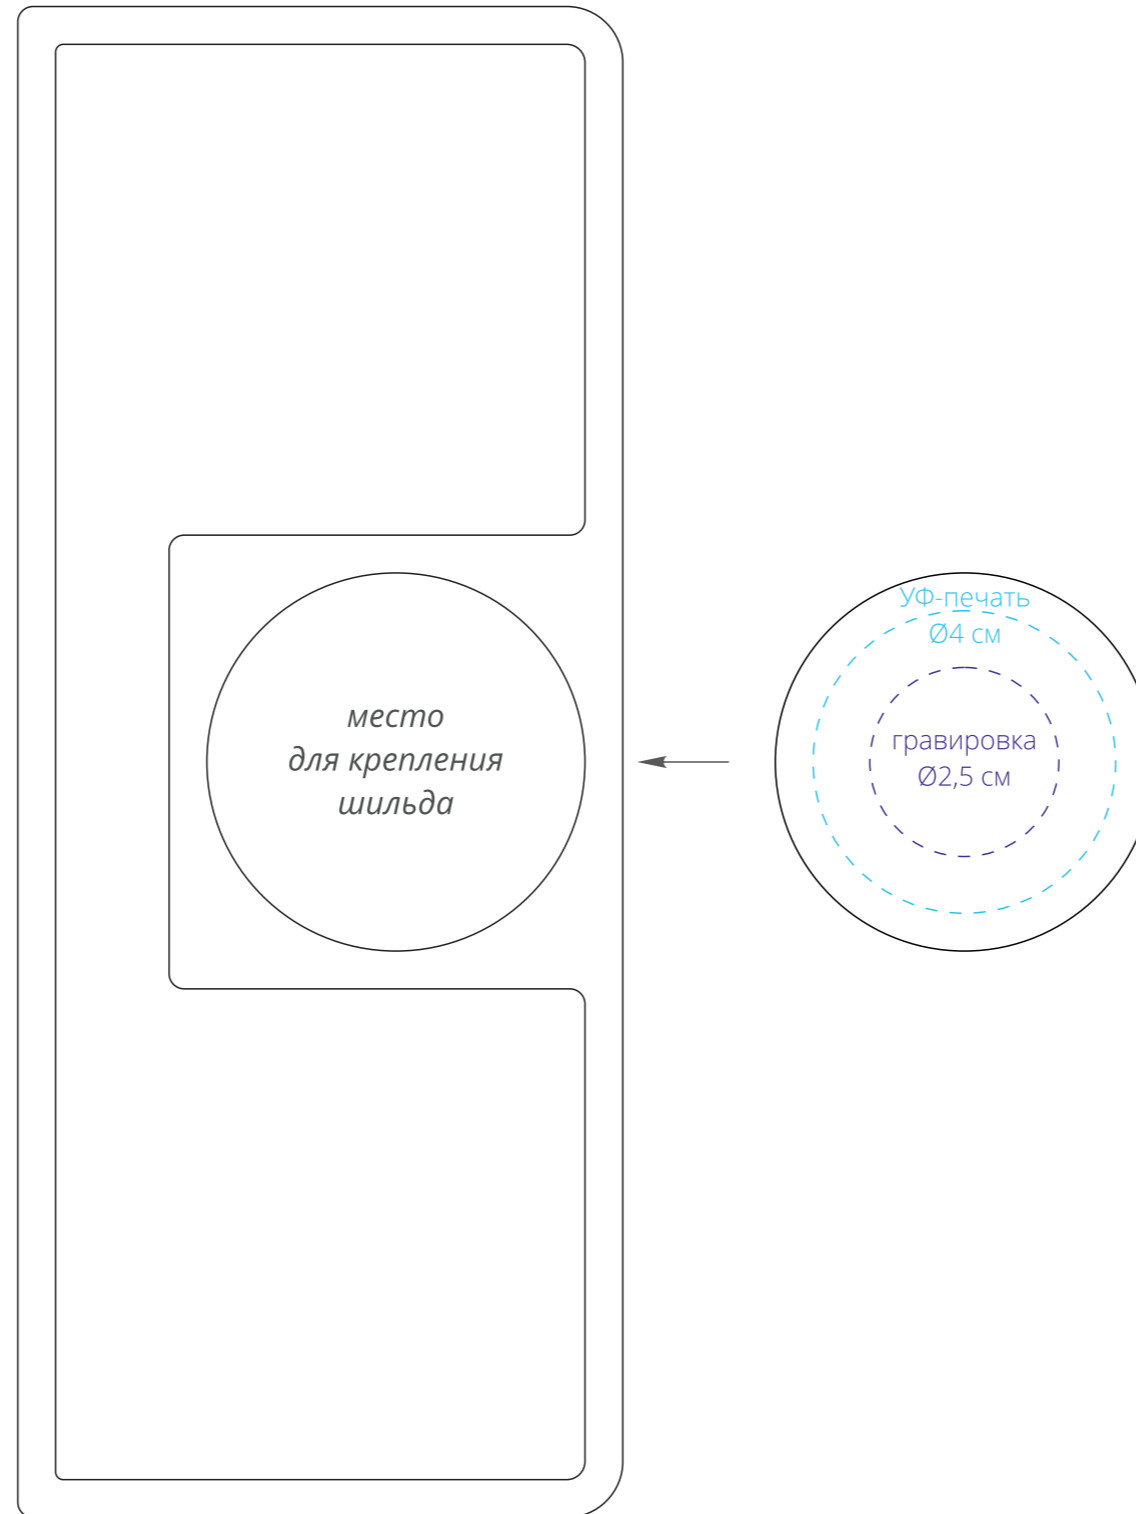 место
для крепления
шильда
УФ-печать
Ø4 см
гравировка
Ø2,5 см